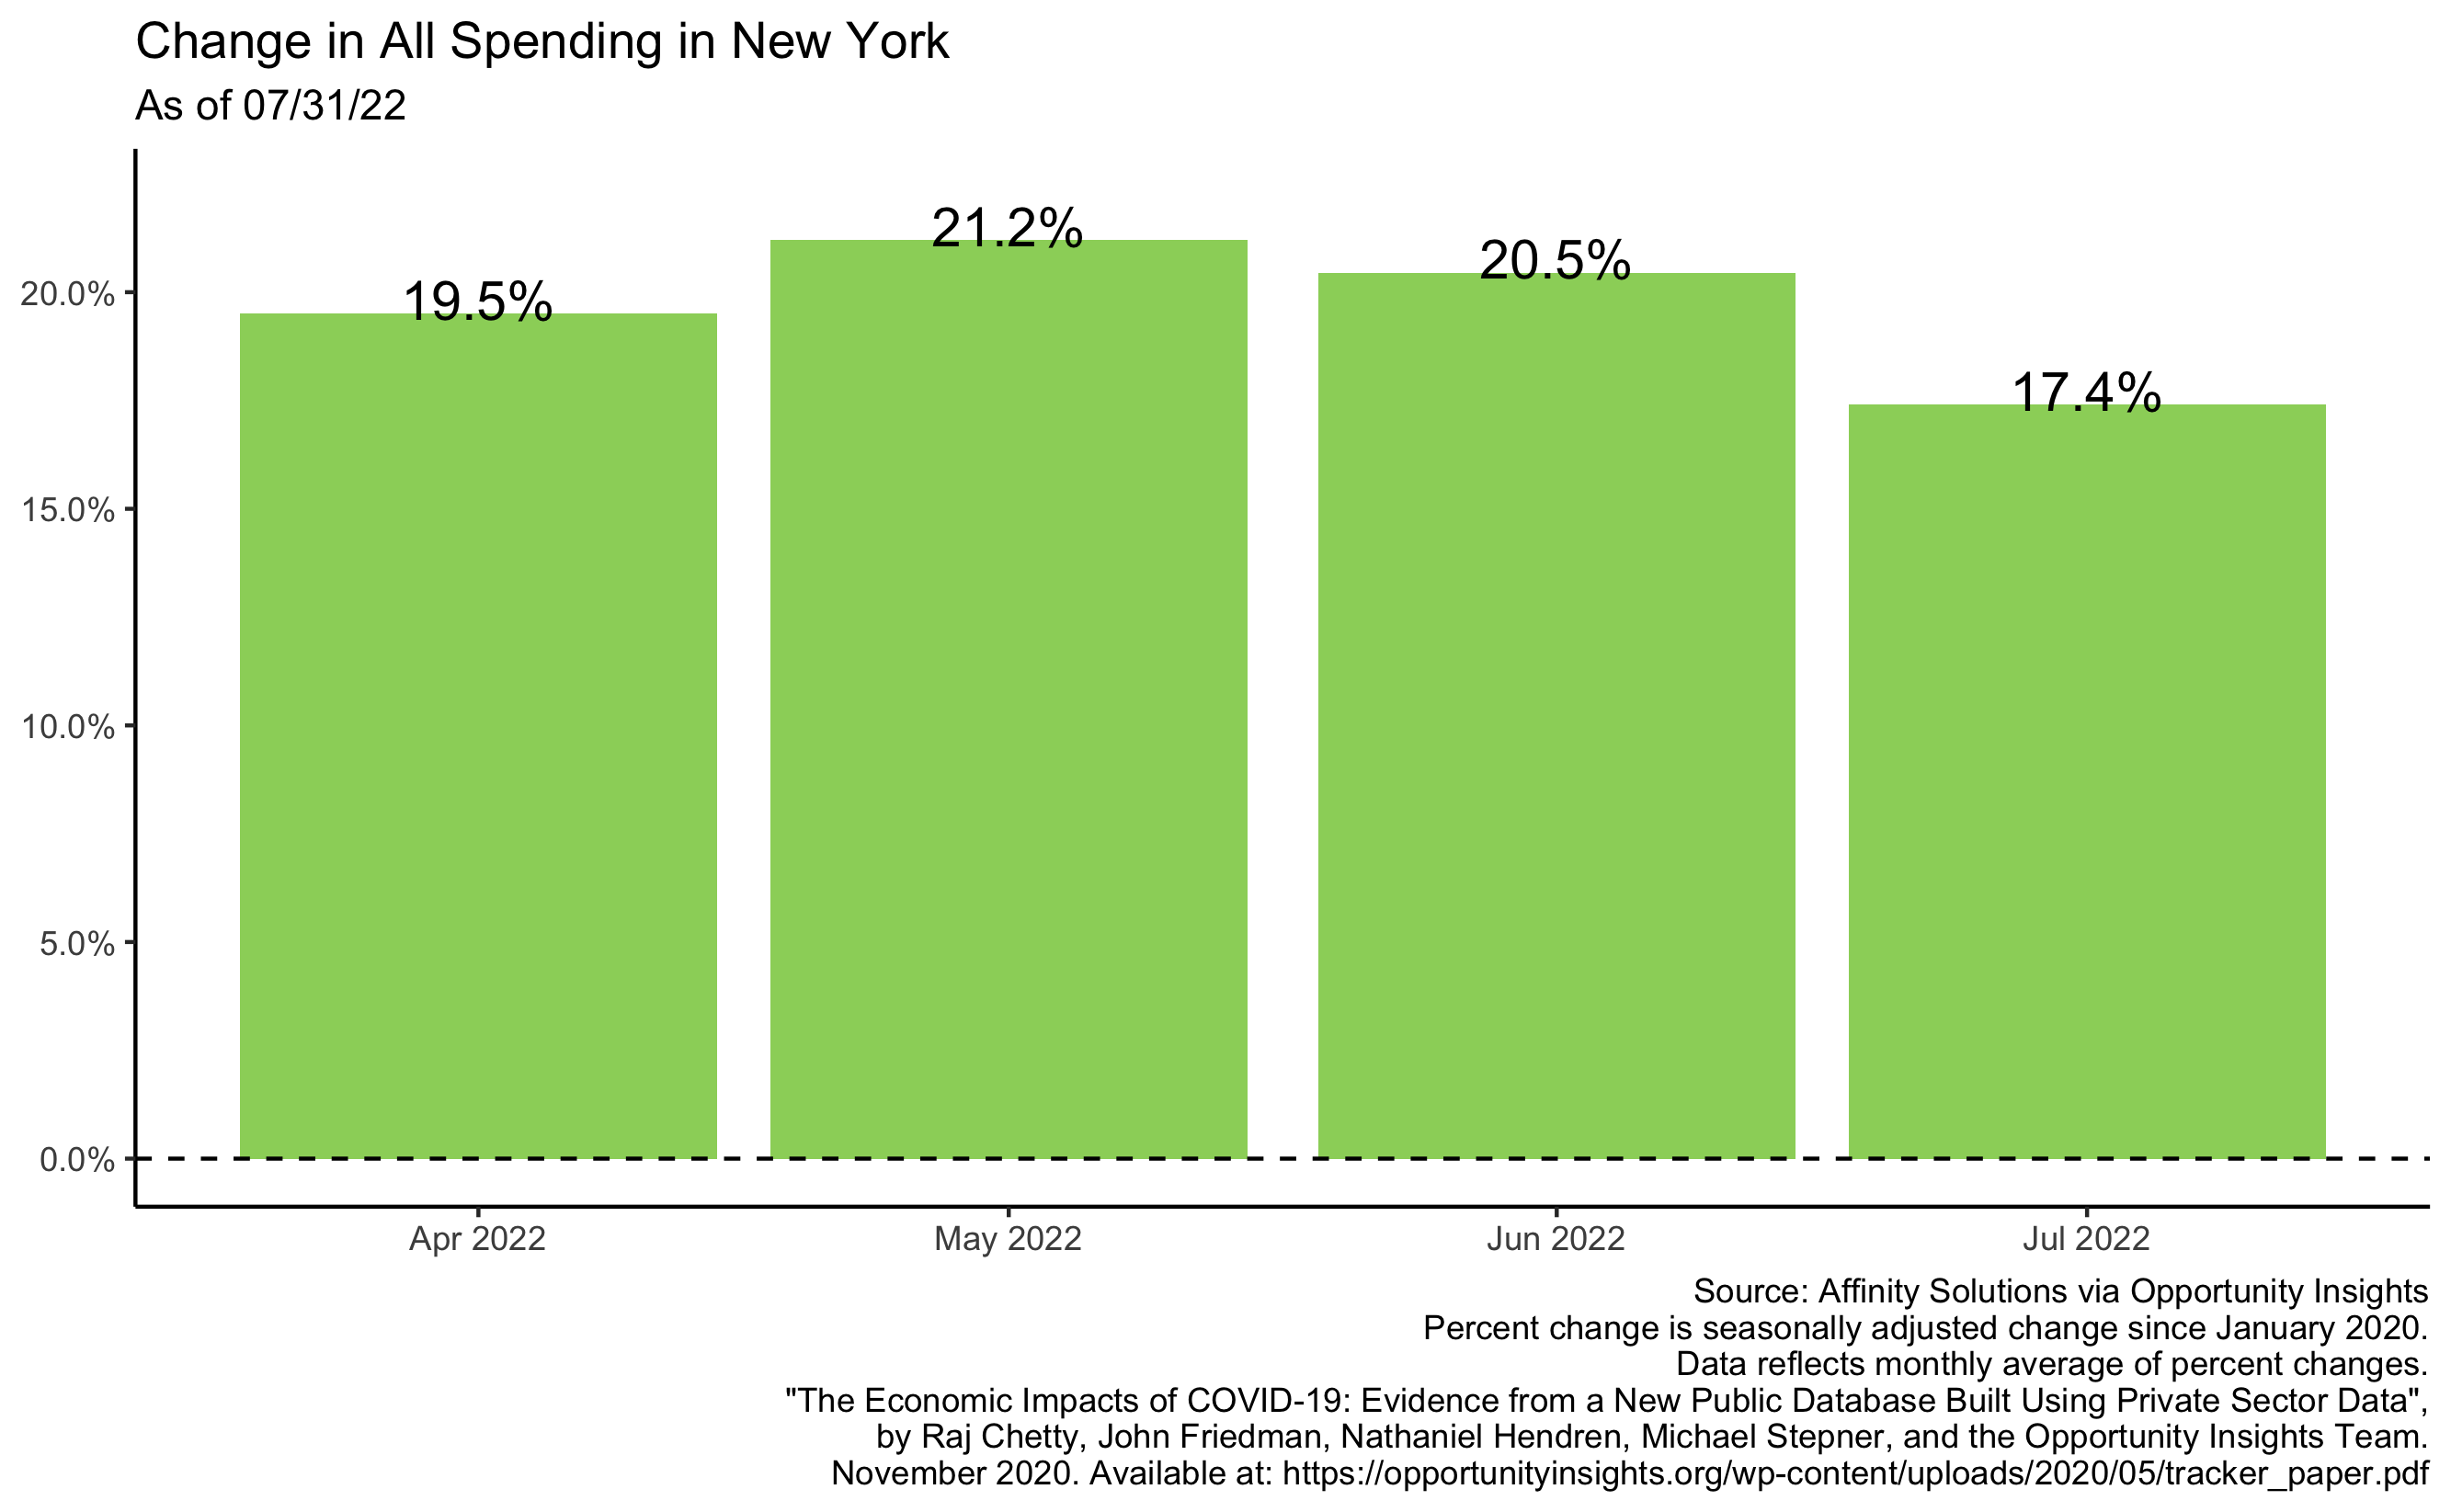 Change in All Spending in New York
As of 07/31/22
21.2%
20.5%
19.5%
17.4%
20.0%
15.0%
10.0%
5.0%
0.0%
Apr 2022
May 2022
Jun 2022
Jul 2022
Source: Affinity Solutions via Opportunity Insights
Percent change is seasonally adjusted change since January 2020.
Data reflects monthly average of percent changes.
"The Economic Impacts of COVID-19: Evidence from a New Public Database Built Using Private Sector Data",
by Raj Chetty, John Friedman, Nathaniel Hendren, Michael Stepner, and the Opportunity Insights Team.
November 2020. Available at: https://opportunityinsights.org/wp-content/uploads/2020/05/tracker_paper.pdf